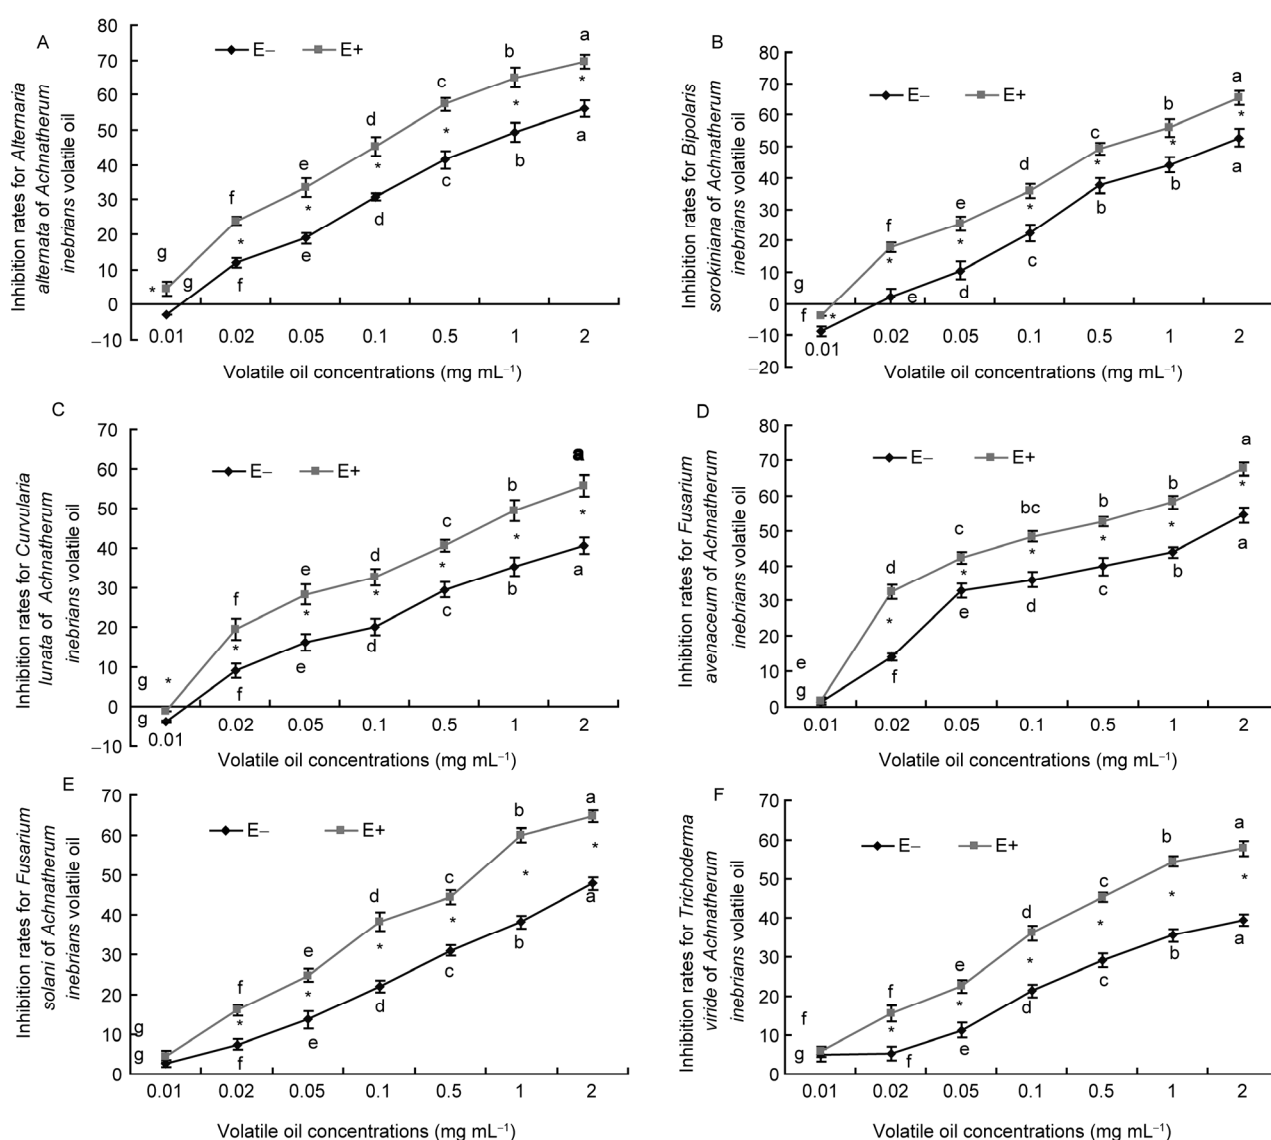 A
E–
E+
Inhibition rates for Alternaria
alternata of Achnatherum
inebrians volatile oil
80
70
60
50
40
30
20
10
0
–10
g
f
e
d
c
b
a
*
*
*
*
*
*
*
g
f
e
d
c
b
a
0.01
0.02
0.05
0.1
0.5
1
2
Volatile oil concentrations (mg mL⁻¹)
B
E–
E+
Inhibition rates for Bipolaris
sorokiniana of Achnatherum
inebrians volatile oil
80
70
60
50
40
30
20
10
0
–10
–20
g
f
e
d
c
b
a
*
*
*
*
*
*
*
f
e
d
c
b
b
a
0.01
0.02
0.05
0.1
0.5
1
2
Volatile oil concentrations (mg mL⁻¹)
C
E–
E+
Inhibition rates for Curvularia
lunata of Achnatherum
inebrians volatile oil
70
60
50
40
30
20
10
0
–10
g
f
e
d
c
b
a
*
*
*
*
*
*
*
g
f
e
d
c
b
a
0.01
0.02
0.05
0.1
0.5
1
2
Volatile oil concentrations (mg mL⁻¹)
D
E–
E+
Inhibition rates for Fusarium
avenaceum of Achnatherum
inebrians volatile oil
80
70
60
50
40
30
20
10
0
e
d
c
bc
b
b
a
*
*
*
*
*
*
g
f
e
d
c
b
a
0.01
0.02
0.05
0.1
0.5
1
2
Volatile oil concentrations (mg mL⁻¹)
E
E–
E+
Inhibition rates for Fusarium
solani of Achnatherum
inebrians volatile oil
70
60
50
40
30
20
10
0
g
f
e
d
c
b
a
*
*
*
*
*
*
g
f
e
d
c
b
a
0.01
0.02
0.05
0.1
0.5
1
2
Volatile oil concentrations (mg mL⁻¹)
F
E–
E+
Inhibition rates for Trichoderma
viride of Achnatherum
inebrians volatile oil
70
60
50
40
30
20
10
0
f
f
e
d
c
b
a
*
*
*
*
*
*
g
f
e
d
c
b
a
0.01
0.02
0.05
0.1
0.5
1
2
Volatile oil concentrations (mg mL⁻¹)